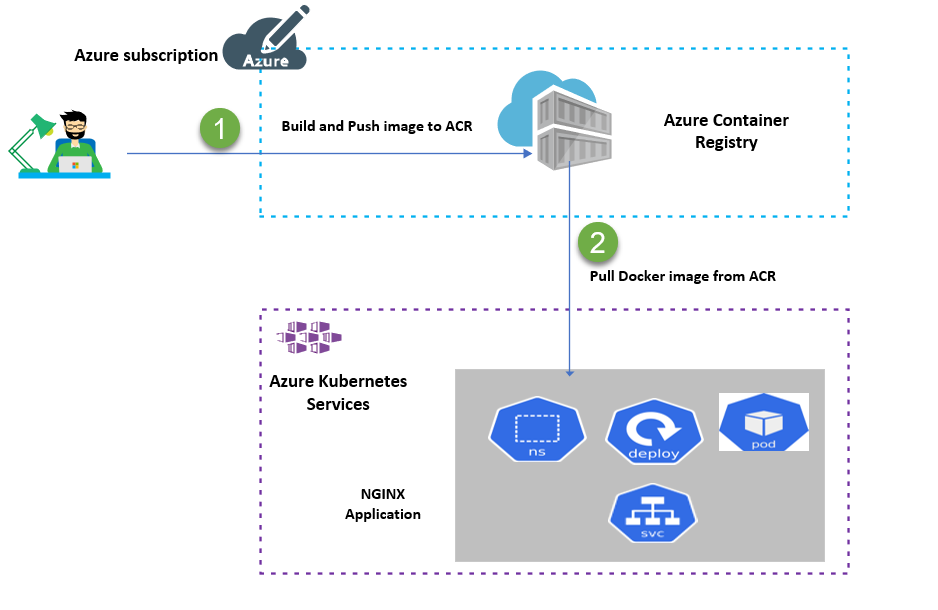 Azure subscription
Azure
1
Build and Push image to ACR
Azure Container
Registry
2
Pull Docker image from ACR
Azure Kubernetes
Services
ns
deploy
pod
NGINX
Application
svc